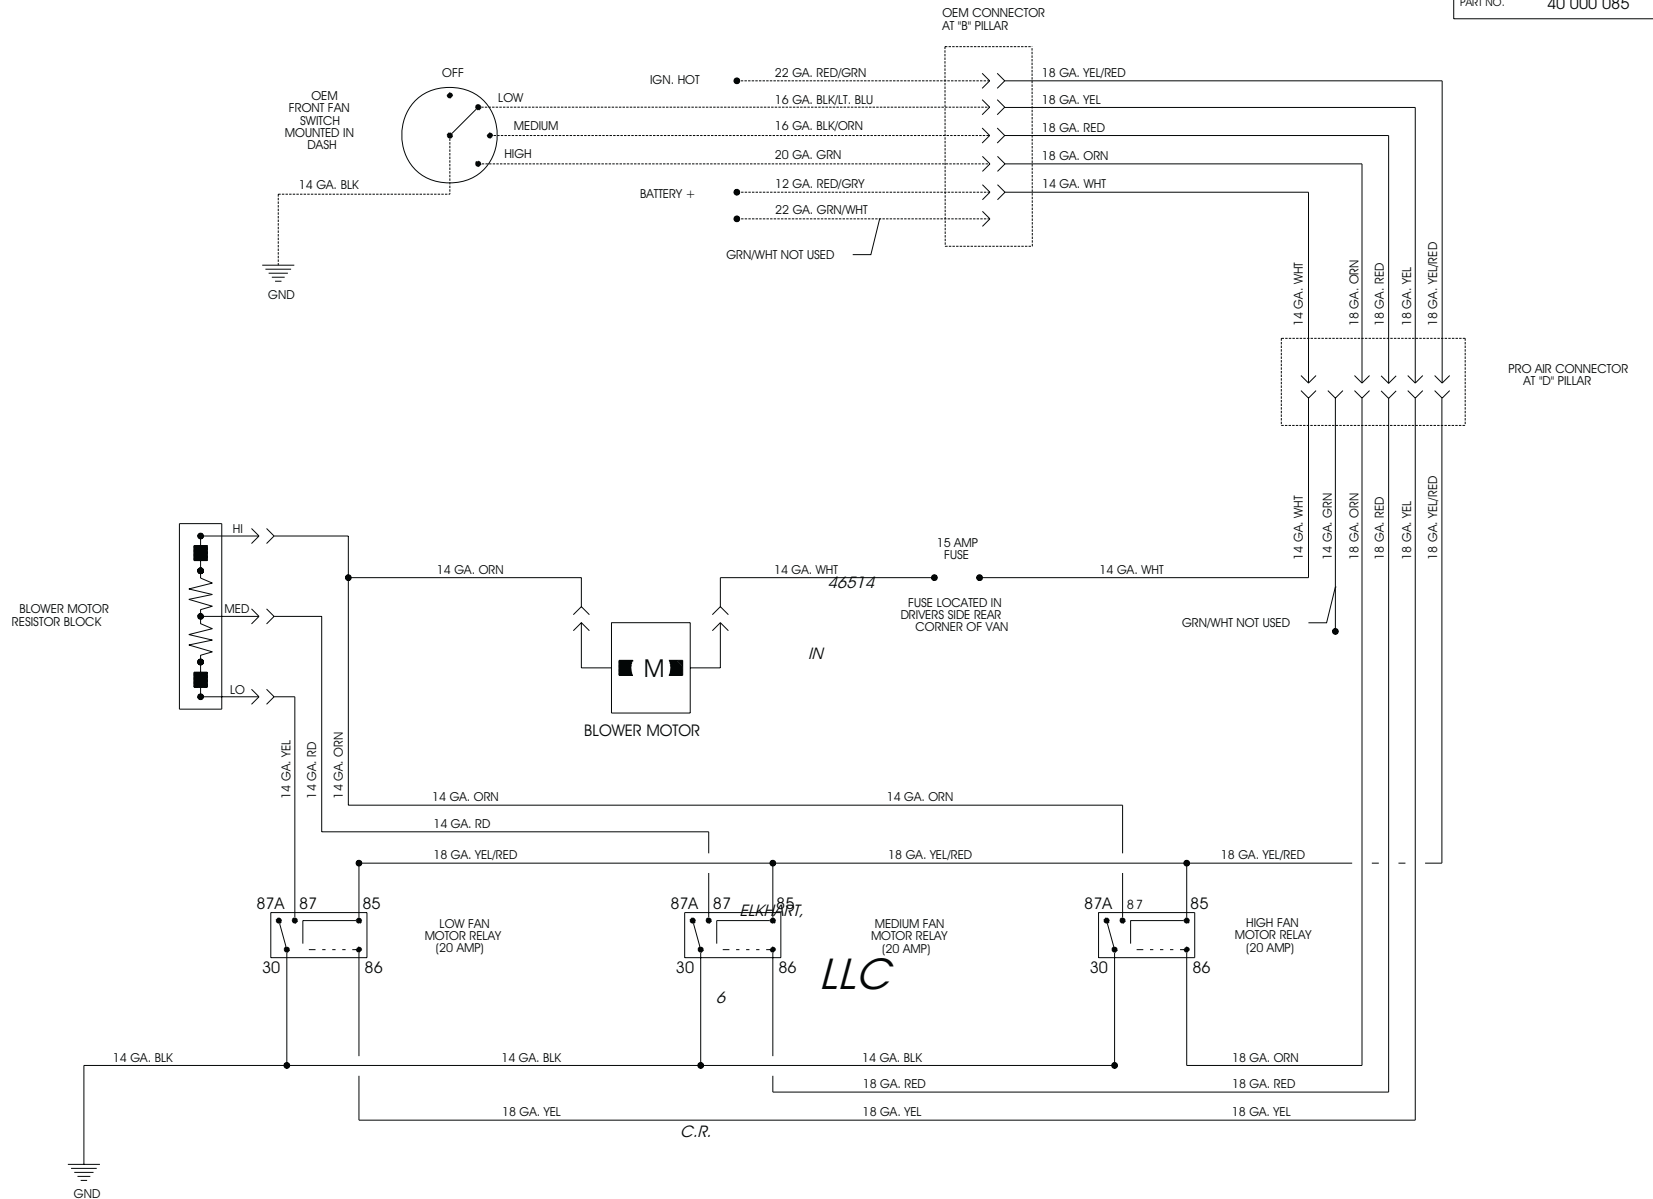 PART NO. 40 000 085
OEM CONNECTOR
AT "B" PILLAR
OFF
IGN. HOT
22 GA. RED/GRN
18 GA. YEL/RED
OEM
FRONT FAN
SWITCH
MOUNTED IN
DASH
LOW
16 GA. BLK/LT. BLU
18 GA. YEL
MEDIUM
16 GA. BLK/ORN
18 GA. RED
HIGH
20 GA. GRN
18 GA. ORN
14 GA. BLK
BATTERY +
12 GA. RED/GRY
14 GA. WHT
22 GA. GRN/WHT
GRN/WHT NOT USED
GND
14 GA. WHT
18 GA. ORN
18 GA. RED
18 GA. YEL
18 GA. YEL/RED
PRO AIR CONNECTOR
AT "D" PILLAR
14 GA. WHT
14 GA. GRN
18 GA. ORN
18 GA. RED
18 GA. YEL
18 GA. YEL/RED
HI
15 AMP
FUSE
14 GA. ORN
14 GA. WHT
14 GA. WHT
46514
BLOWER MOTOR
RESISTOR BLOCK
MED
FUSE LOCATED IN
DRIVERS SIDE REAR
CORNER OF VAN
GRN/WHT NOT USED
IN
M
LO
BLOWER MOTOR
14 GA. YEL
14 GA. RD
14 GA. ORN
14 GA. ORN
14 GA. ORN
14 GA. RD
18 GA. YEL/RED
18 GA. YEL/RED
18 GA. YEL/RED
87A 87 85
87A 87 85
87A 87 85
ELKHART,
LOW FAN
MOTOR RELAY
(20 AMP)
MEDIUM FAN
MOTOR RELAY
(20 AMP)
HIGH FAN
MOTOR RELAY
(20 AMP)
30 86
30 86
30 86
LLC
6
14 GA. BLK
14 GA. BLK
14 GA. BLK
18 GA. ORN
18 GA. RED
18 GA. RED
18 GA. YEL
18 GA. YEL
18 GA. YEL
C.R.
GND